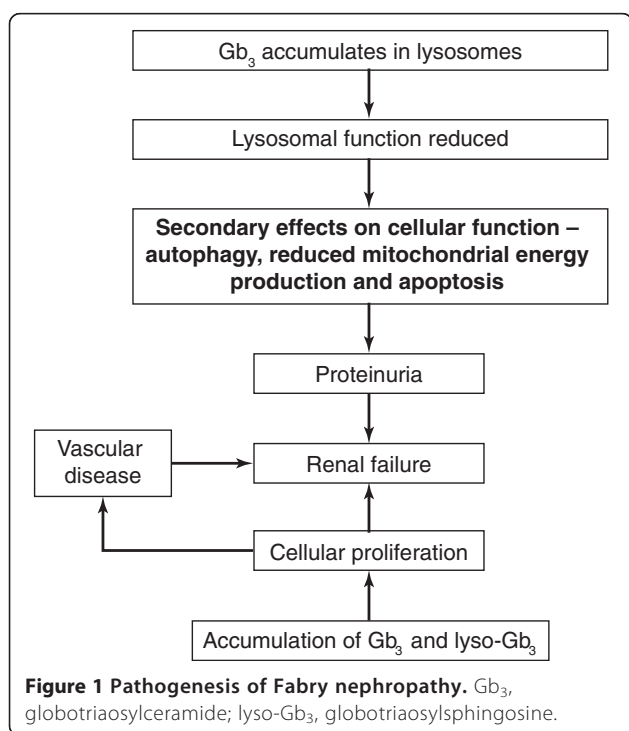 Gb₃ accumulates in lysosomes
Lysosomal function reduced
Secondary effects on cellular function –
autophagy, reduced mitochondrial energy
production and apoptosis
Proteinuria
Vascular
disease
Renal failure
Cellular proliferation
Accumulation of Gb₃ and lyso-Gb₃
Figure 1 Pathogenesis of Fabry nephropathy. Gb₃,
globotriaosylceramide; lyso-Gb₃, globotriaosylsphingosine.